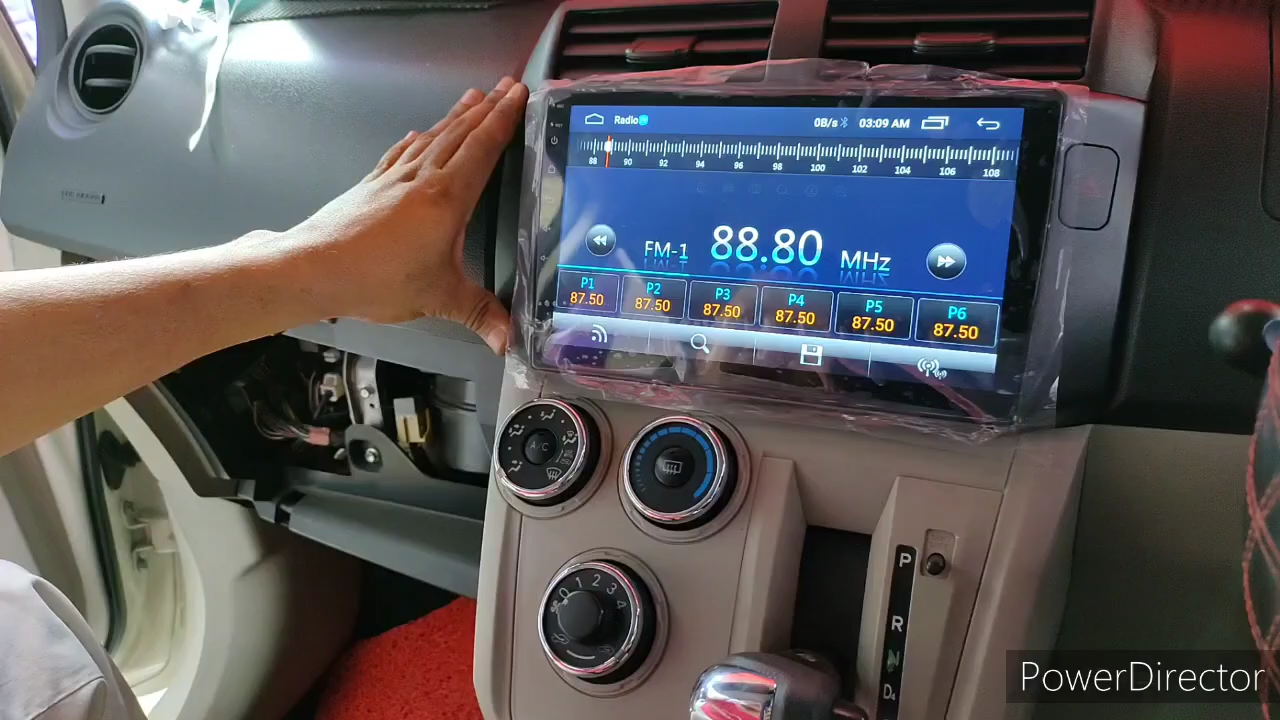 Radio
0B/s
03:09 AM
88 90 92 94 96 98 100 102 104 106 108
FM-1 88.80 MHz
P1 P2 P3 P4 P5 P6
87.50 87.50 87.50 87.50 87.50 87.50
A/C
0 1 2 3 4
P
R
N
D4
PowerDirector